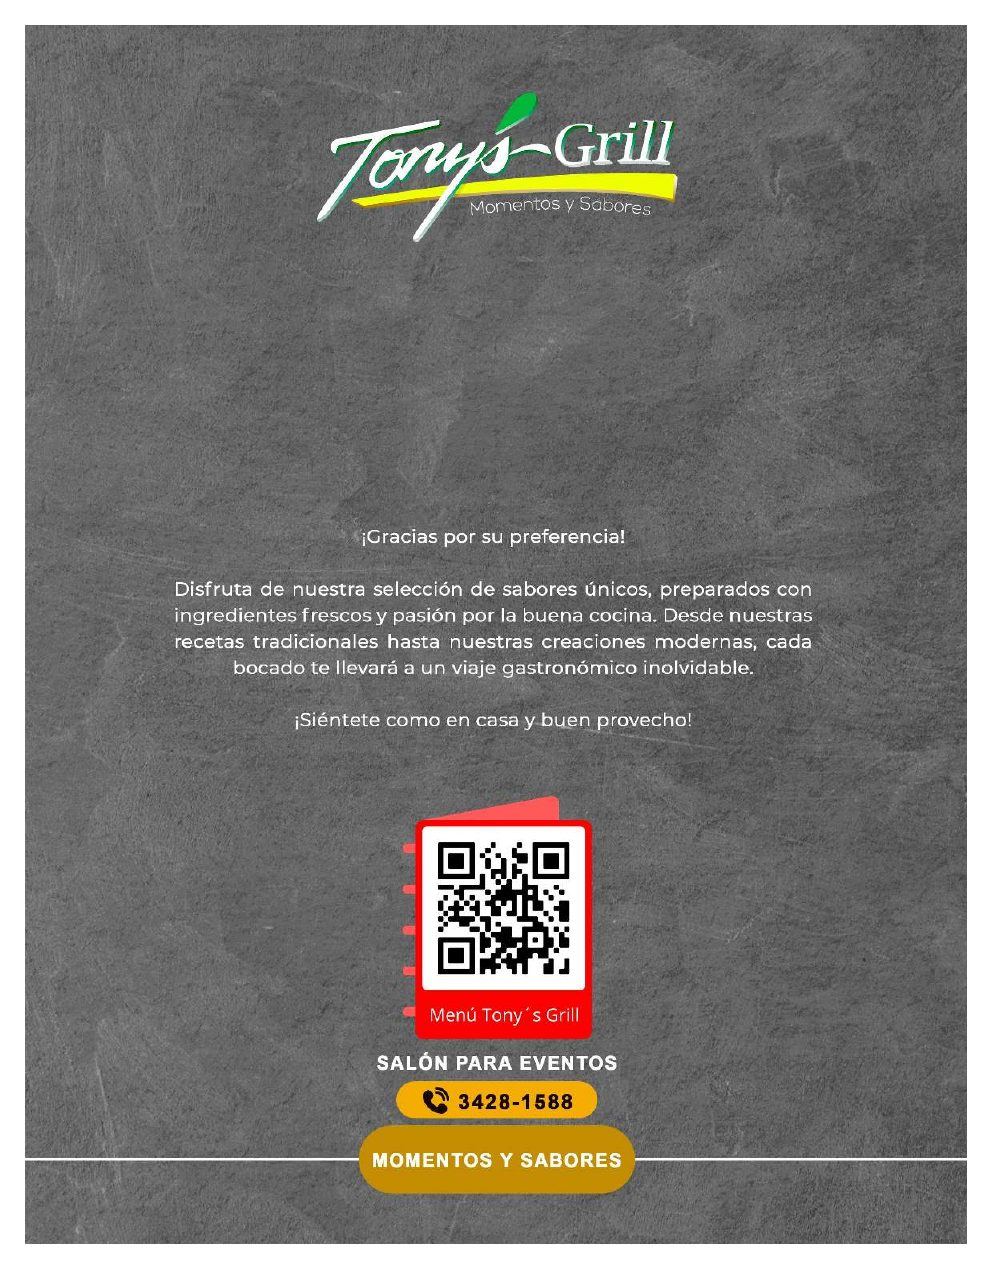 Tony's Grill
Momentos y Sabores
¡Gracias por su preferencia!
Disfruta de nuestra selección de sabores únicos, preparados con
ingredientes frescos y pasión por la buena cocina. Desde nuestras
recetas tradicionales hasta nuestras creaciones modernas, cada
bocado te llevará a un viaje gastronómico inolvidable.
¡Siéntete como en casa y buen provecho!
Menú Tony´s Grill
SALÓN PARA EVENTOS
3428-1588
MOMENTOS Y SABORES